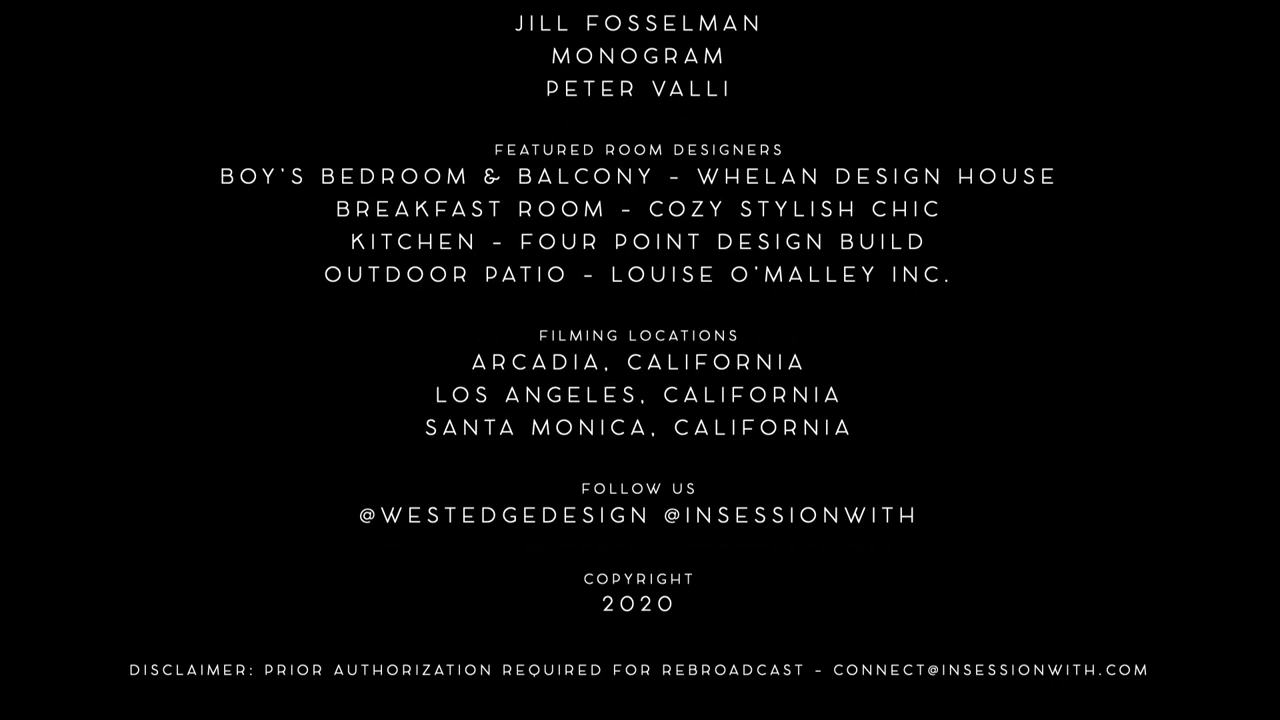 JILL FOSSELMAN
MONOGRAM
PETER VALLI
FEATURED ROOM DESIGNERS
BOY'S BEDROOM & BALCONY - WHELAN DESIGN HOUSE
BREAKFAST ROOM - COZY STYLISH CHIC
KITCHEN - FOUR POINT DESIGN BUILD
OUTDOOR PATIO - LOUISE O'MALLEY INC.
FILMING LOCATIONS
ARCADIA, CALIFORNIA
LOS ANGELES, CALIFORNIA
SANTA MONICA, CALIFORNIA
FOLLOW US
@WESTEDGEDESIGN @INSESSIONWITH
COPYRIGHT
2020
DISCLAIMER: PRIOR AUTHORIZATION REQUIRED FOR REBROADCAST - CONNECT@INSESSIONWITH.COM